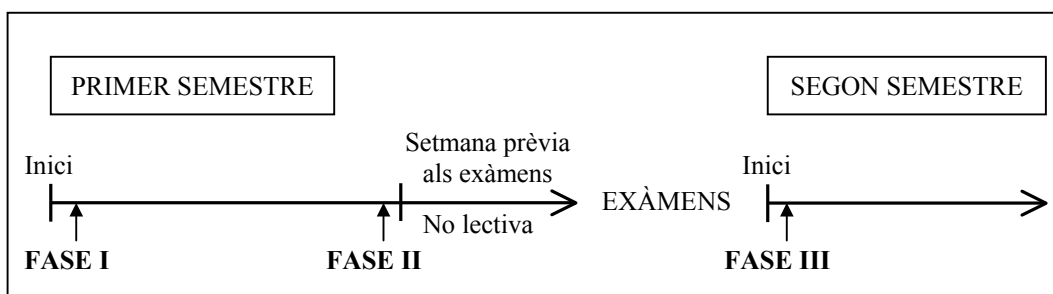 PRIMER SEMESTRE
SEGON SEMESTRE
Setmana prèvia
als exàmens
Inici
Inici
EXÀMENS
No lectiva
FASE I
FASE II
FASE III